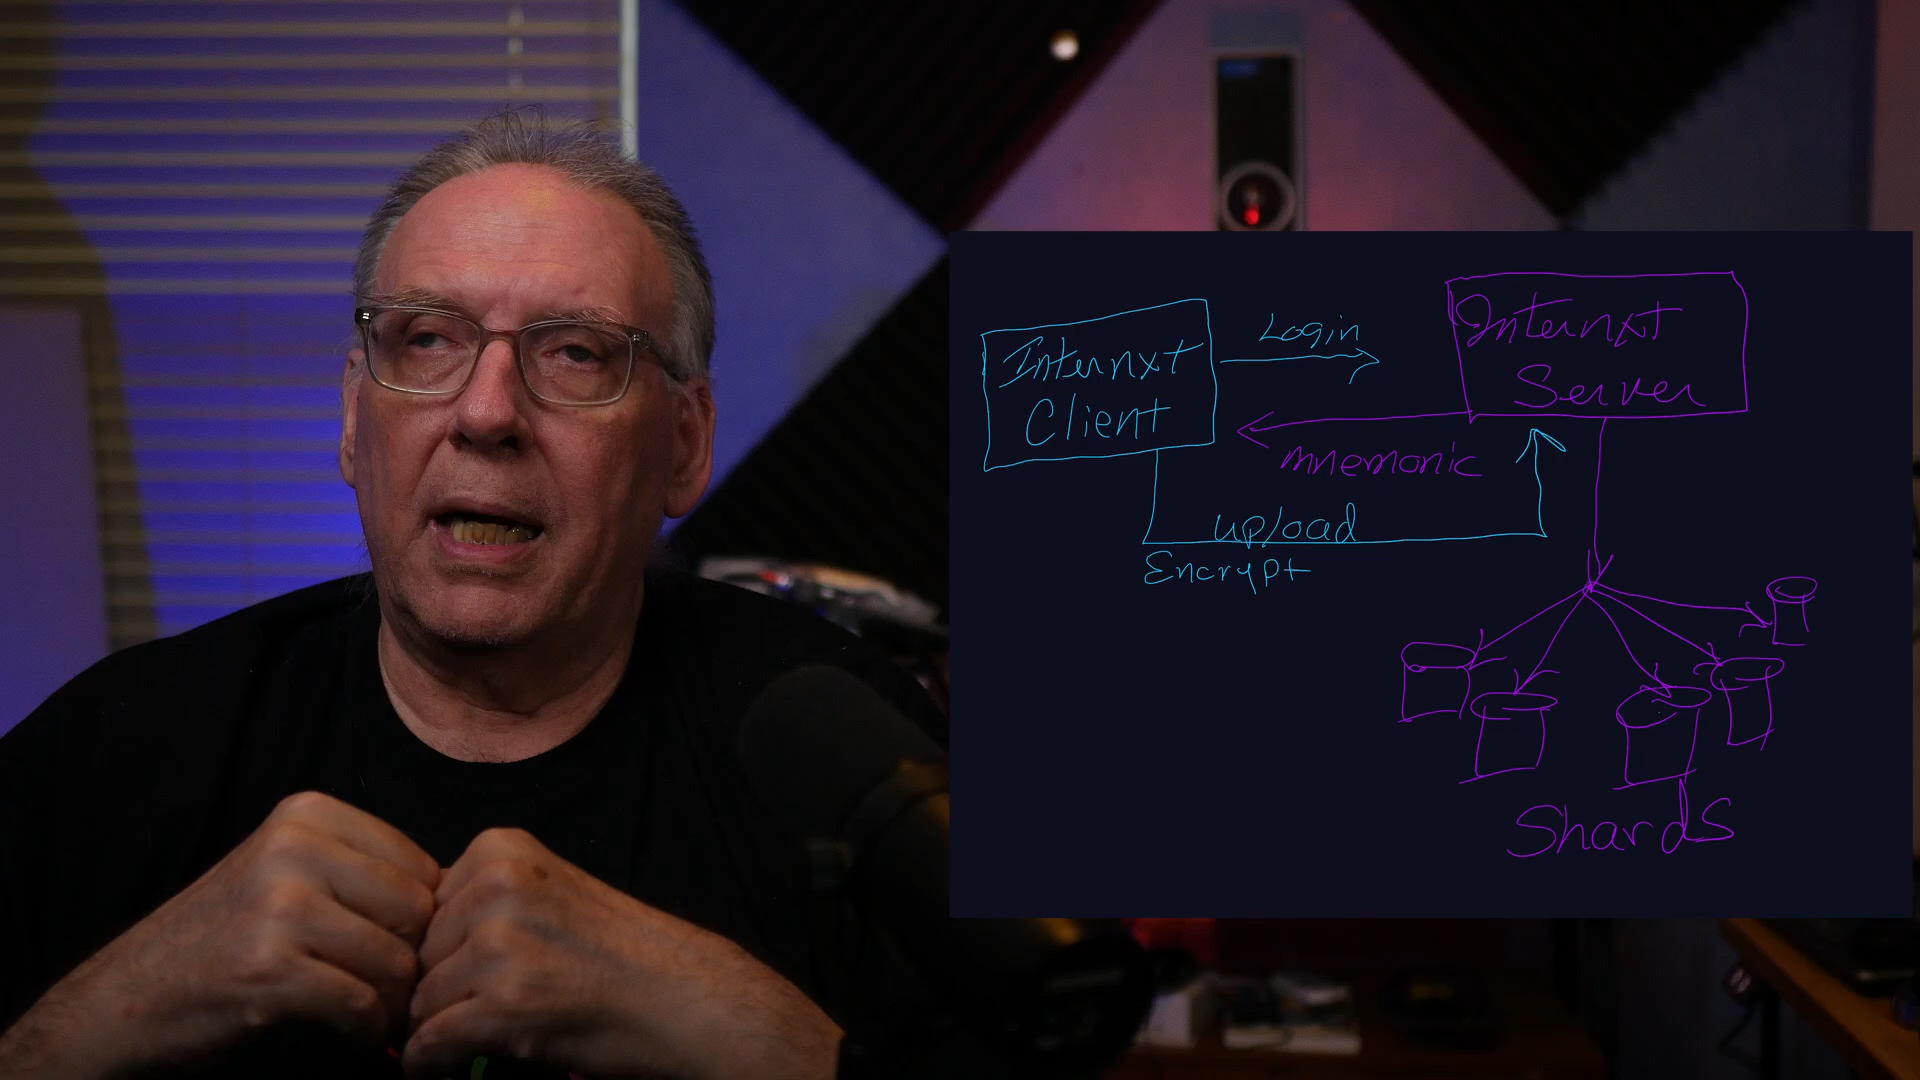 Internxt
Client
Login
Internxt
Server
mnemonic
upload
Encrypt
Shards